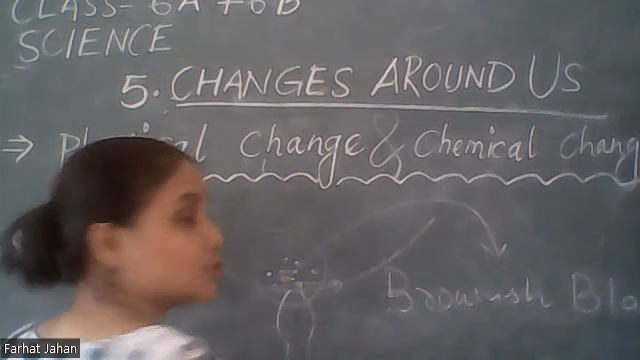 CLASS- 6A + 6B
SCIENCE
5. CHANGES AROUND US
⇒ Physical Change & Chemical Chang
Brownish Bla
Farhat Jahan